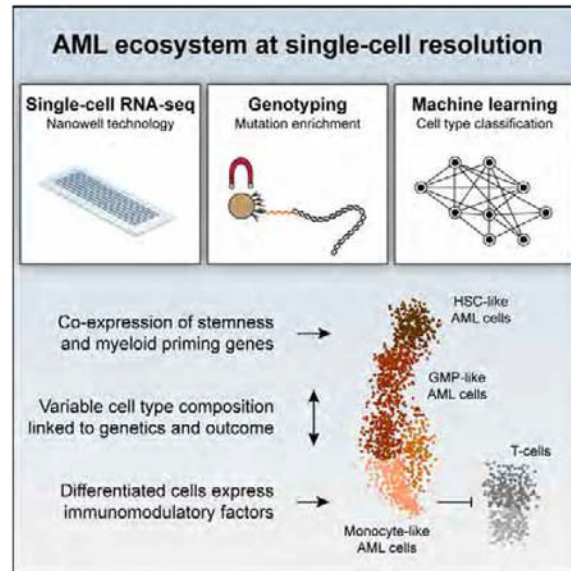 AML ecosystem at single-cell resolution
Single-cell RNA-seq
Nanowell technology
Genotyping
Mutation enrichment
Machine learning
Cell type classification
Co-expression of stemness
and myeloid priming genes
HSC-like
AML cells
GMP-like
AML cells
Variable cell type composition
linked to genetics and outcome
T-cells
Differentiated cells express
immunomodulatory factors
Monocyte-like
AML cells